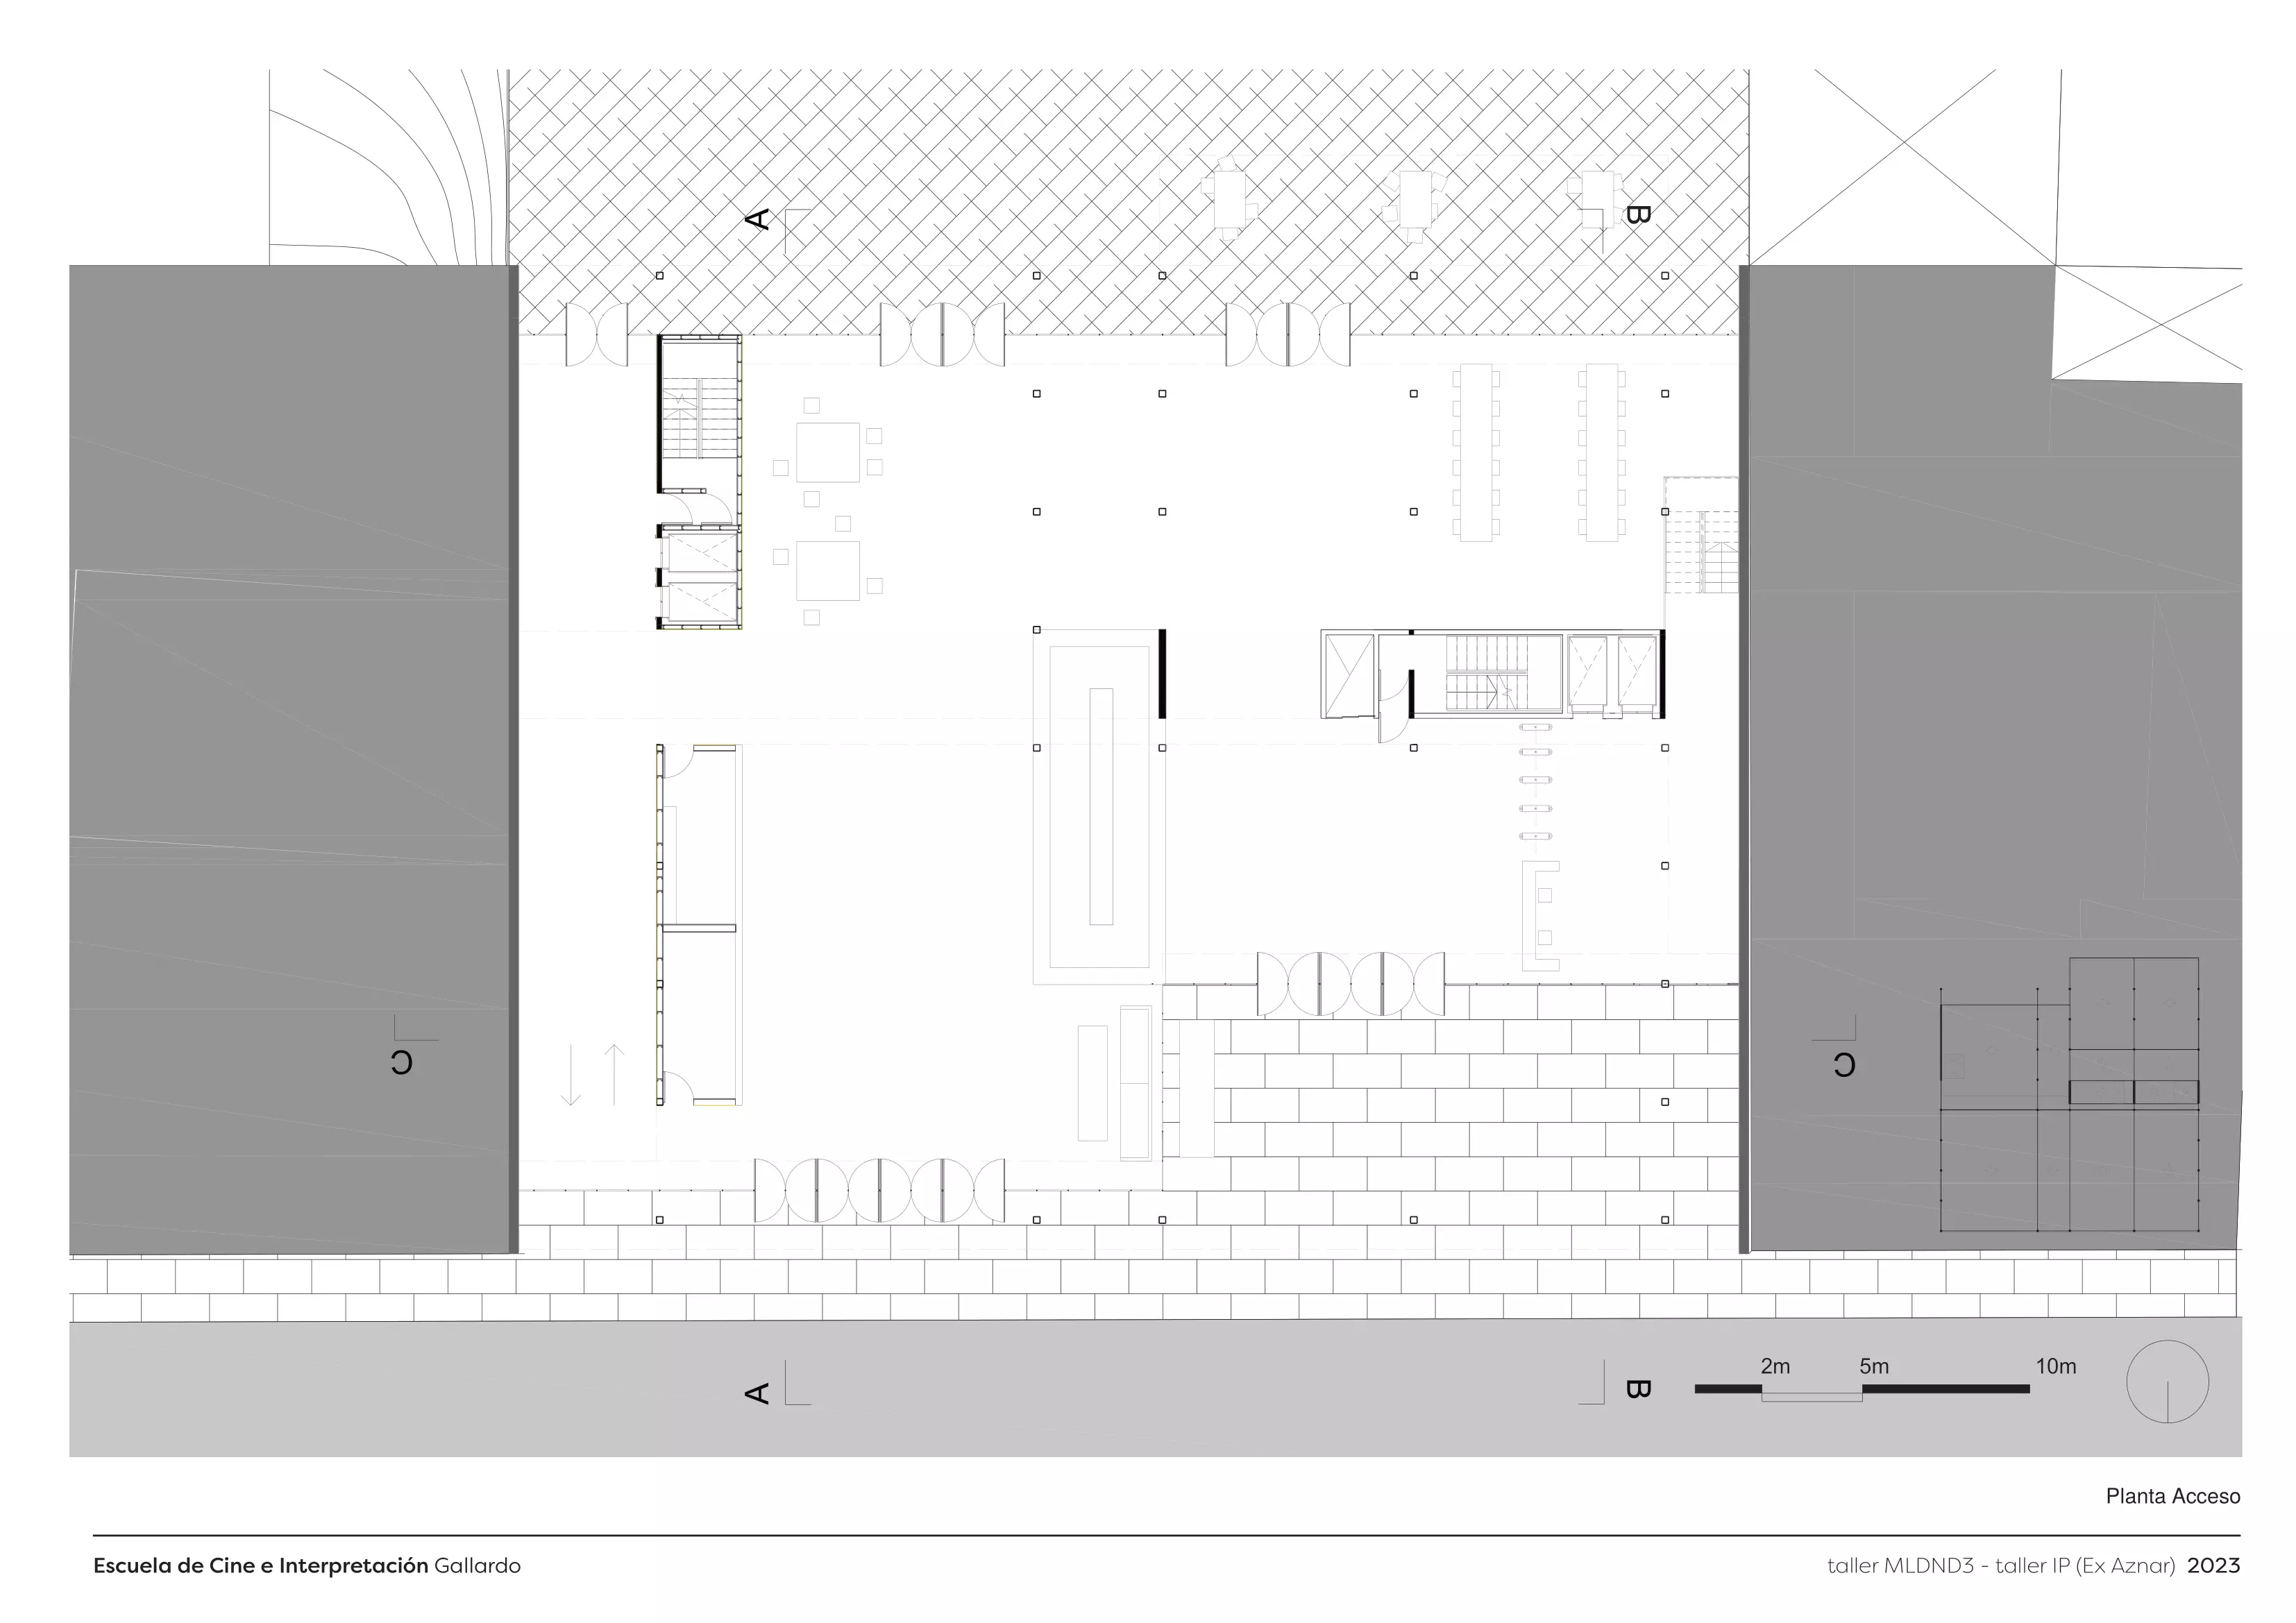 A
B
C
C
A
B
2m 5m 10m
Planta Acceso
Escuela de Cine e Interpretación Gallardo
taller MLDND3 - taller IP (Ex Aznar) 2023